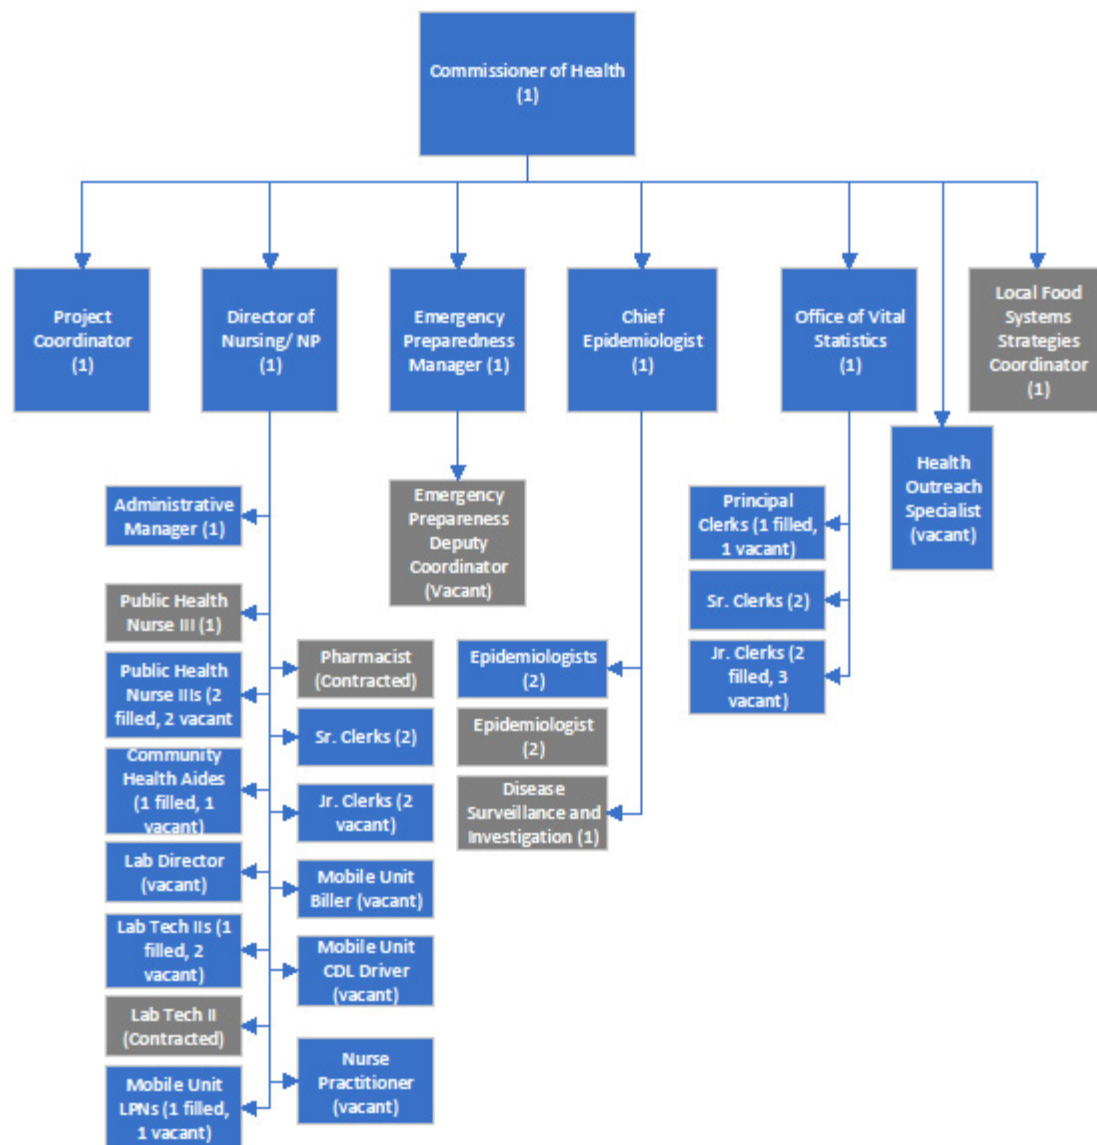 Commissioner of Health
(1)
Project
Coordinator
(1)
Director of
Nursing/ NP
(1)
Emergency
Preparedness
Manager (1)
Chief
Epidemiologist
(1)
Office of Vital
Statistics
(1)
Local Food
Systems
Strategies
Coordinator
(1)
Health
Outreach
Specialist
(vacant)
Administrative
Manager (1)
Public Health
Nurse III (1)
Public Health
Nurse IIIs (2
filled, 2 vacant
Community
Health Aides
(1 filled, 1
vacant)
Lab Director
(vacant)
Lab Tech IIs (1
filled, 2
vacant)
Lab Tech II
(Contracted)
Mobile Unit
LPNs (1 filled,
1 vacant)
Pharmacist
(Contracted)
Sr. Clerks (2)
Jr. Clerks (2
vacant)
Mobile Unit
Biller (vacant)
Mobile Unit
CDL Driver
(vacant)
Nurse
Practitioner
(vacant)
Emergency
Prepareness
Deputy
Coordinator
(Vacant)
Epidemiologists
(2)
Epidemiologist
(2)
Disease
Surveillance and
Investigation (1)
Principal
Clerks (1 filled,
1 vacant)
Sr. Clerks (2)
Jr. Clerks (2
filled, 3
vacant)